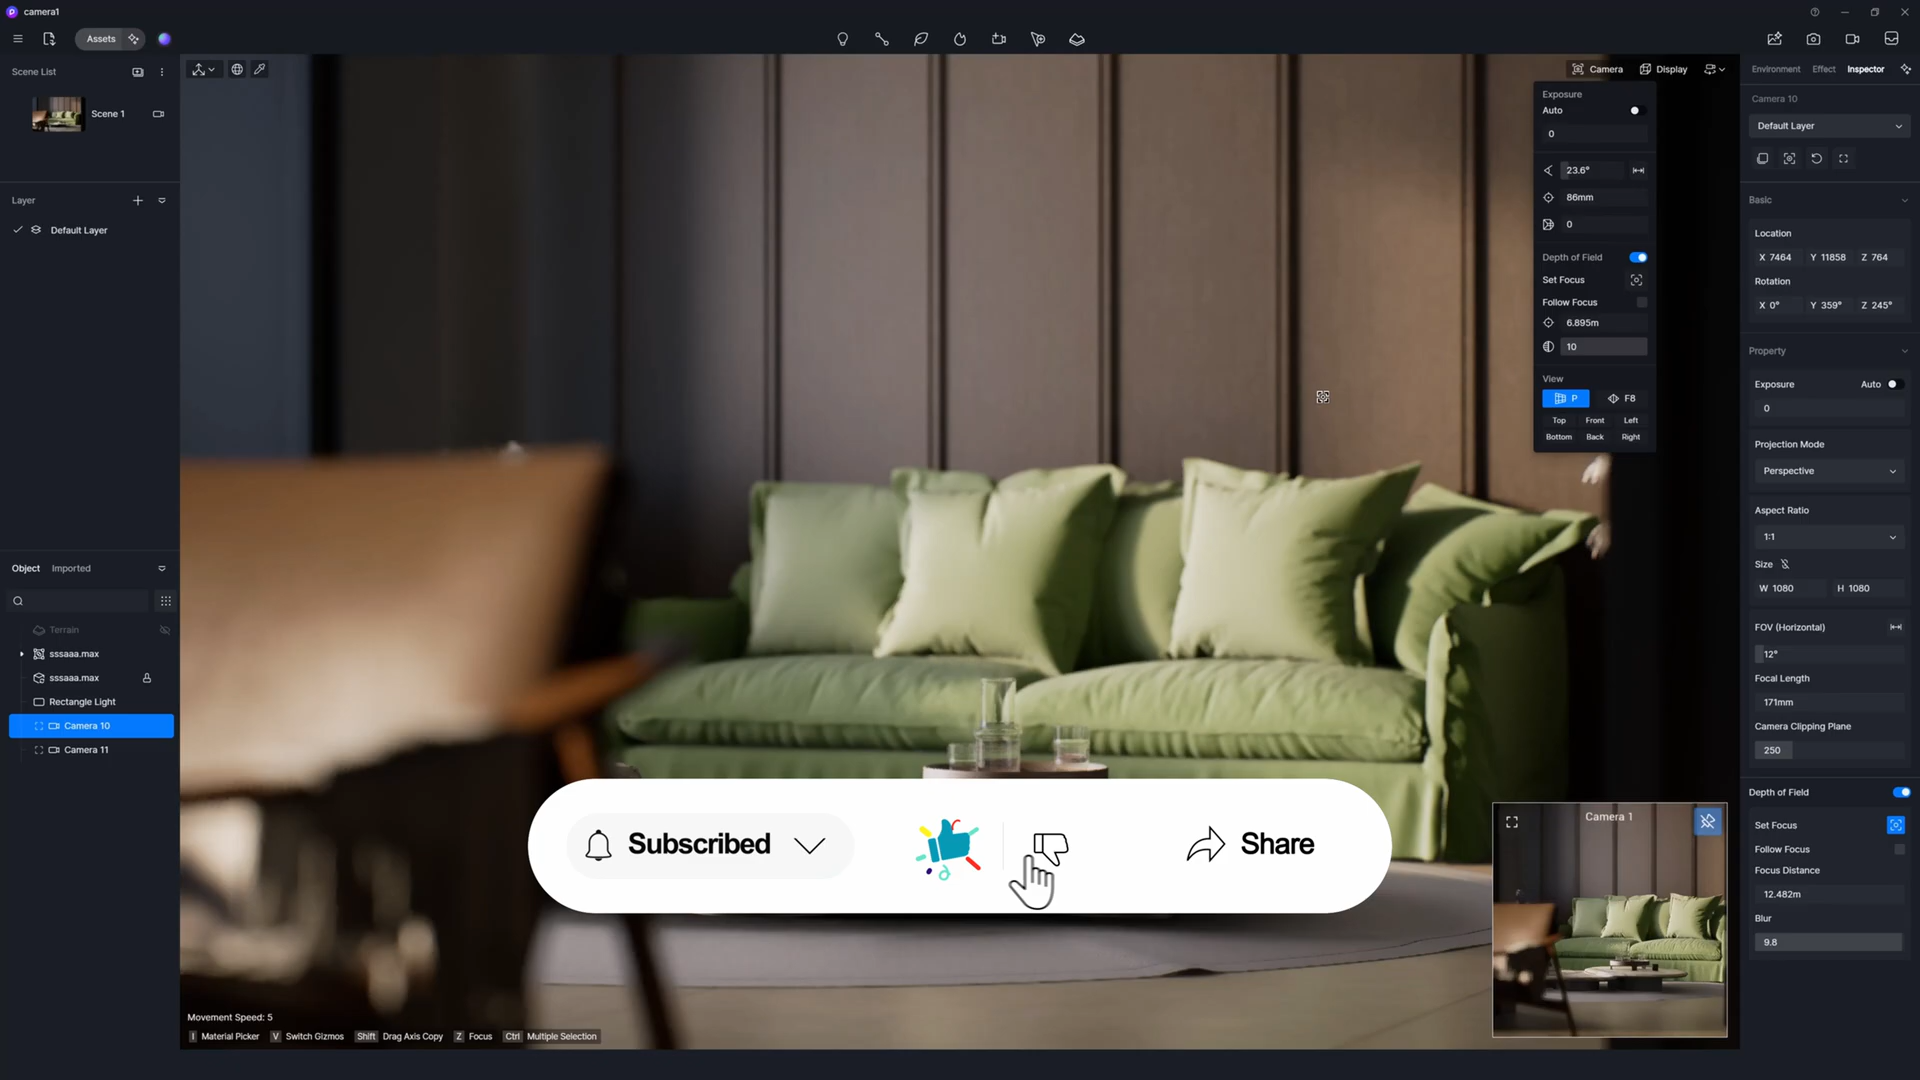 camera1
Assets
Scene List
Scene 1
Layer
Default Layer
Object Imported
Terrain
sssaaa.max
sssaaa.max
Rectangle Light
Camera 10
Camera 11
Camera Display
Exposure
Auto
0
23.6°
86mm
0
Depth of Field
Set Focus
Follow Focus
6.895m
10
View
P F8
Top Front Left
Bottom Back Right
Subscribed
Share
Camera 1
Movement Speed: 5
I Material Picker V Switch Gizmos Shift Drag Axis Copy Z Focus Ctrl Multiple Selection
Environment Effect Inspector
Camera 10
Default Layer
Basic
Location
X 7464 Y 11858 Z 764
Rotation
X 0° Y 359° Z 245°
Property
Exposure Auto
0
Projection Mode
Perspective
Aspect Ratio
1:1
Size
W 1080 H 1080
FOV (Horizontal)
12°
Focal Length
171mm
Camera Clipping Plane
250
Depth of Field
Set Focus
Follow Focus
Focus Distance
12.482m
Blur
9.8